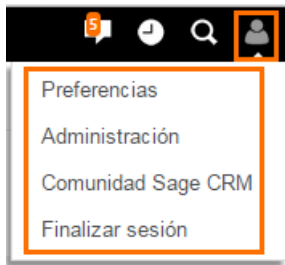 5
Preferencias
Administración
Comunidad Sage CRM
Finalizar sesión